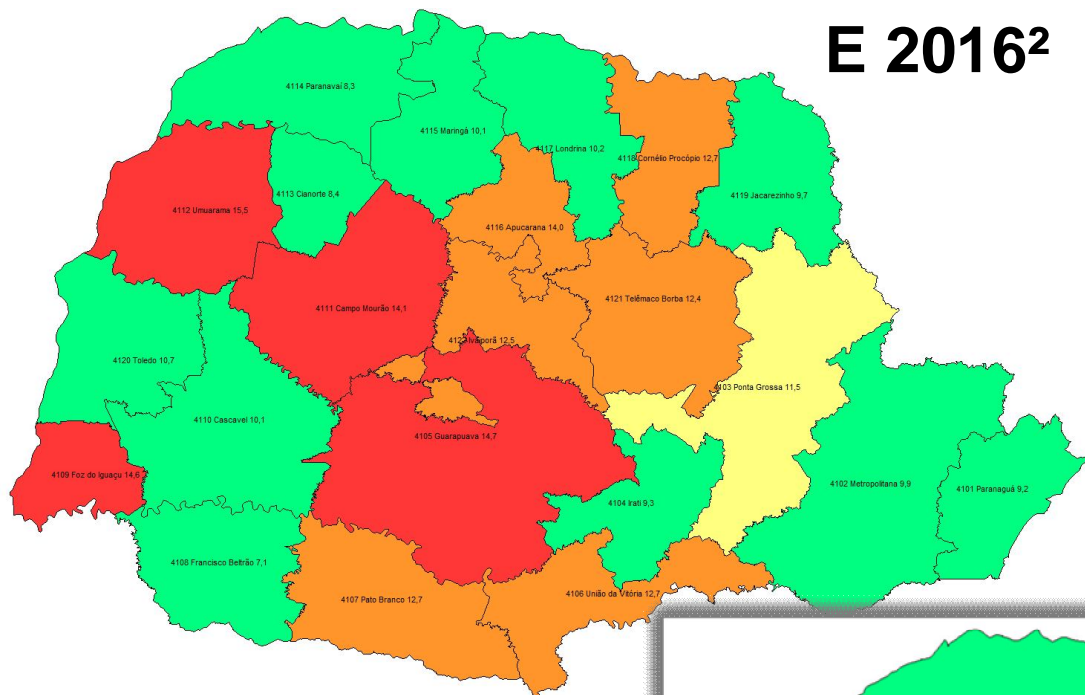 E 2016²
4114 Paranavaí 8,3
4115 Maringá 10,1
4117 Londrina 10,2
4118 Cornélio Procópio 12,7
4119 Jacarezinho 9,7
4113 Cianorte 8,4
4112 Umuarama 15,5
4116 Apucarana 14,0
4121 Telêmaco Borba 12,4
4111 Campo Mourão 14,1
4122 Ivaiporã 12,5
4120 Toledo 10,7
4103 Ponta Grossa 11,5
4110 Cascavel 10,1
4105 Guarapuava 14,7
4109 Foz do Iguaçu 14,6
4102 Metropolitana 9,9
4101 Paranaguá 9,2
4104 Irati 9,3
4108 Francisco Beltrão 7,1
4107 Pato Branco 12,7
4106 União da Vitória 12,7